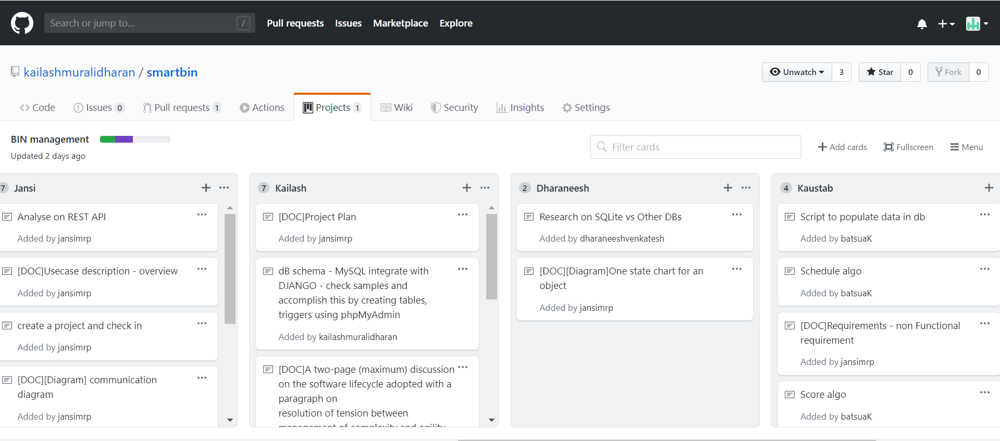 Search or jump to... /
Pull requests Issues Marketplace Explore
kailashmuralidharan / smartbin
Unwatch 3 Star 0 Fork 0
Code Issues 0 Pull requests 1 Actions Projects 1 Wiki Security Insights Settings
BIN management
Updated 2 days ago
Filter cards
Add cards Fullscreen Menu
7 Jansi
Analyse on REST API
Added by jansimrp
[DOC]Usecase description - overview
Added by jansimrp
create a project and check in
Added by jansimrp
[DOC][Diagram] communication
diagram
Added by jansimrp
7 Kailash
[DOC]Project Plan
Added by jansimrp
dB schema - MySQL integrate with
DJANGO - check samples and
accomplish this by creating tables,
triggers using phpMyAdmin
Added by kailashmuralidharan
[DOC]A two-page (maximum) discussion
on the software lifecycle adopted with a
paragraph on
resolution of tension between
management of complexity and agility
2 Dharaneesh
Research on SQLite vs Other DBs
Added by dharaneeshvenkatesh
[DOC][Diagram]One state chart for an
object
Added by jansimrp
4 Kaustab
Script to populate data in db
Added by batsuaK
Schedule algo
Added by batsuaK
[DOC]Requirements - non Functional
requirement
Added by jansimrp
Score algo
Added by batsuaK